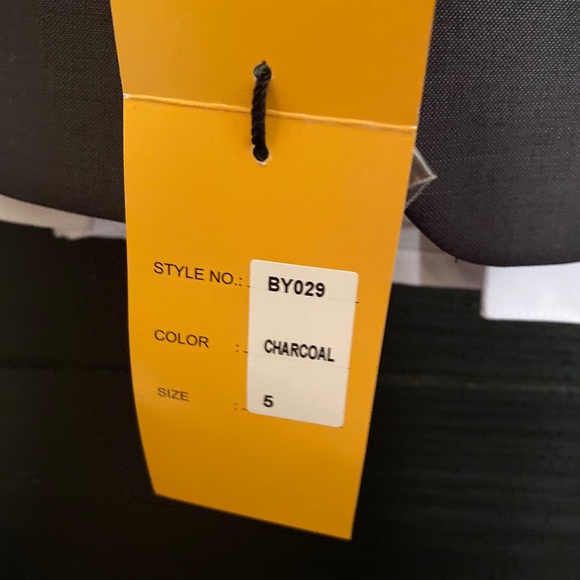 STYLE NO.: BY029
COLOR : CHARCOAL
SIZE : 5